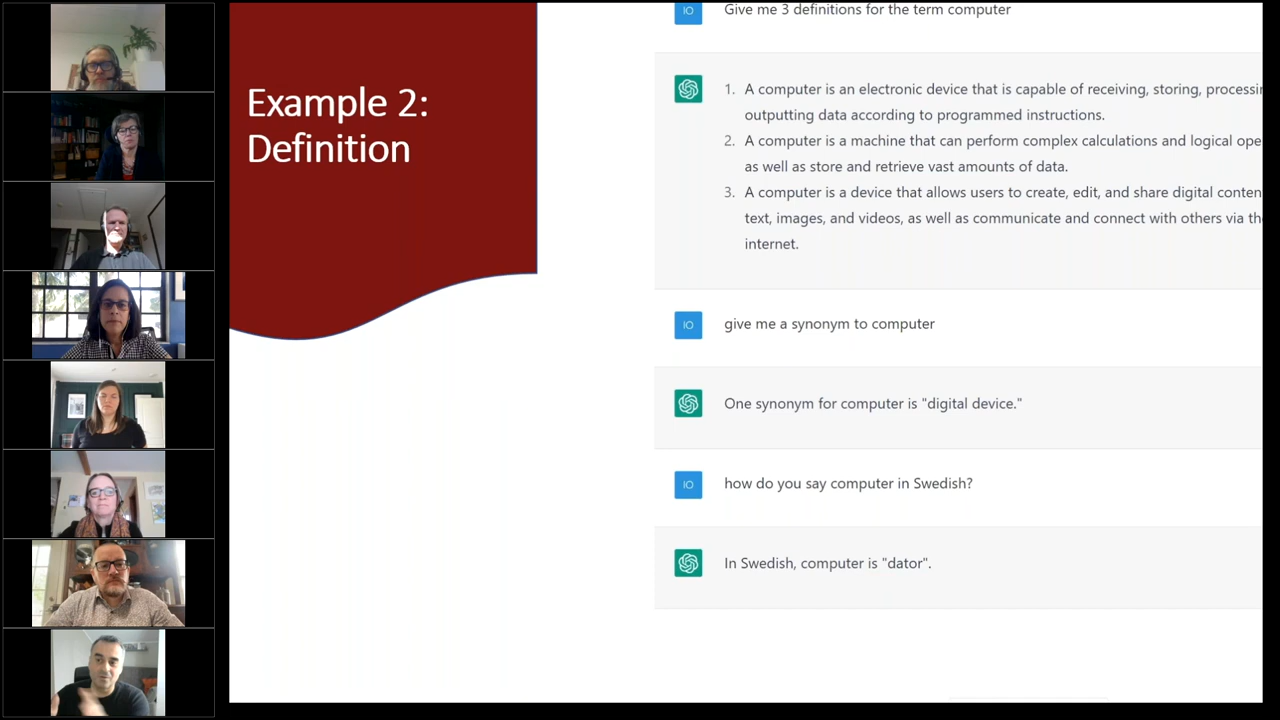 Example 2:
Definition
IO
Give me 3 definitions for the term computer
1. A computer is an electronic device that is capable of receiving, storing,
outputting data according to programmed instructions.
2. A computer is a machine that can perform complex calculations and logical
as well as store and retrieve vast amounts of data.
3. A computer is a device that allows users to create, edit, and share digital
text, images, and videos, as well as communicate and connect with others via
internet.
IO
give me a synonym to computer
One synonym for computer is "digital device."
IO
how do you say computer in Swedish?
In Swedish, computer is "dator".